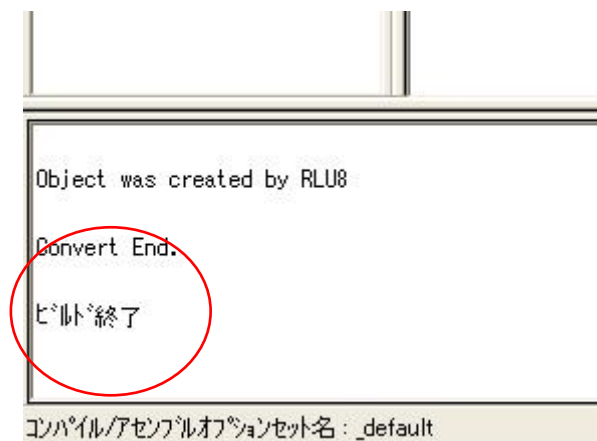 Object was created by RLU8
Convert End.
ﾋﾞﾙﾄﾞ終了
ｺﾝﾊﾟｲﾙ/ｱｾﾝﾌﾞﾙｵﾌﾟｼｮﾝｾｯﾄ名 : _default